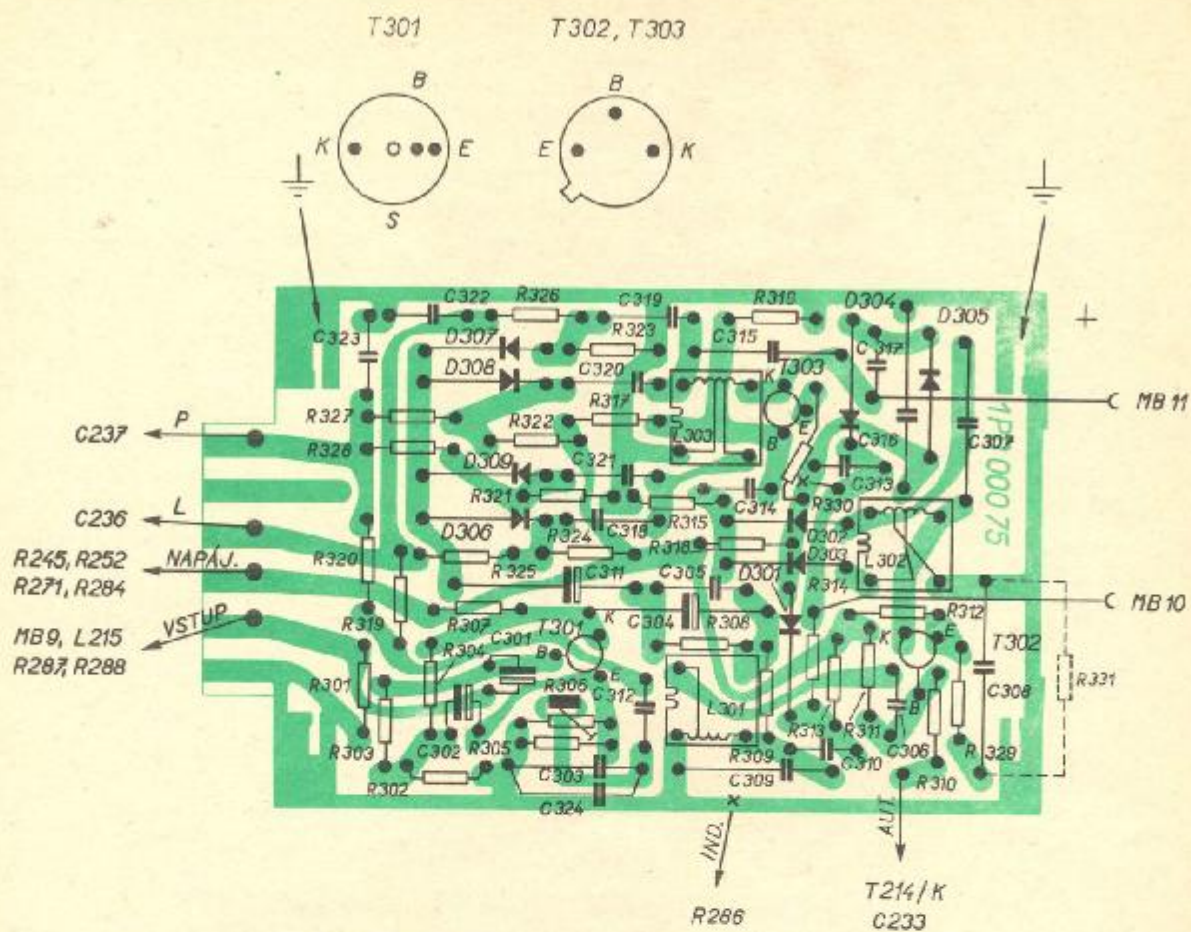 T301
T302, T303
B
K
E
S
B
E
K
C322
R326
C319
R318
D304
D305
C323
D307
R323
C315
C317
D308
C320
T303
K
MB 11
R327
R322
R317
L303
E
B
C316
C307
P
C237
R328
D309
C321
C313
1PB 000 75
R321
C314
R330
L
C236
D306
R324
C318
R315
D307
R245, R252
NAPÁJ.
R320
R325
C311
R316
C305
D301
D303
L302
R271, R284
R314
MB 10
VSTUP
R319
R307
C301
T301
K
C304
R308
R312
MB9, L215
R304
B
K
E
T302
R287, R288
R301
R306
E
C312
L301
B
C308
R331
R303
C302
R305
R309
R313
R311
C306
R329
R302
C303
C309
C310
R310
C324
IND.
AUT.
R286
T214/K
C233